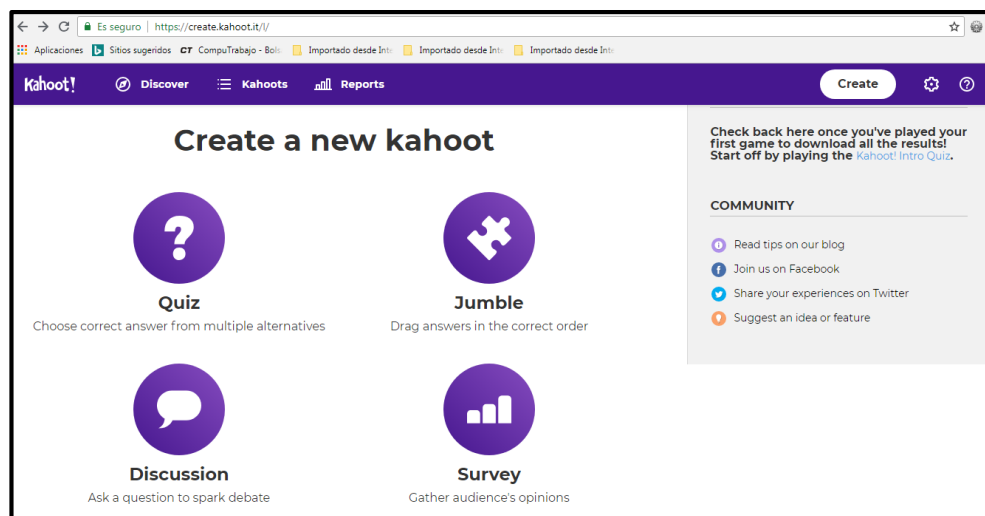 Es seguro | https://create.kahoot.it/l/
Aplicaciones Sitios sugeridos CT CompuTrabajo - Bols Importado desde Inte Importado desde Inte Importado desde Inte
Kahoot! Discover Kahoots Reports Create
Create a new kahoot
Quiz
Choose correct answer from multiple alternatives
Jumble
Drag answers in the correct order
Discussion
Ask a question to spark debate
Survey
Gather audience's opinions
Check back here once you've played your
first game to download all the results!
Start off by playing the Kahoot! Intro Quiz.
COMMUNITY
Read tips on our blog
Join us on Facebook
Share your experiences on Twitter
Suggest an idea or feature